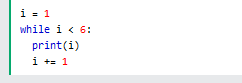 i = 1
while i < 6:
  print(i)
  i += 1